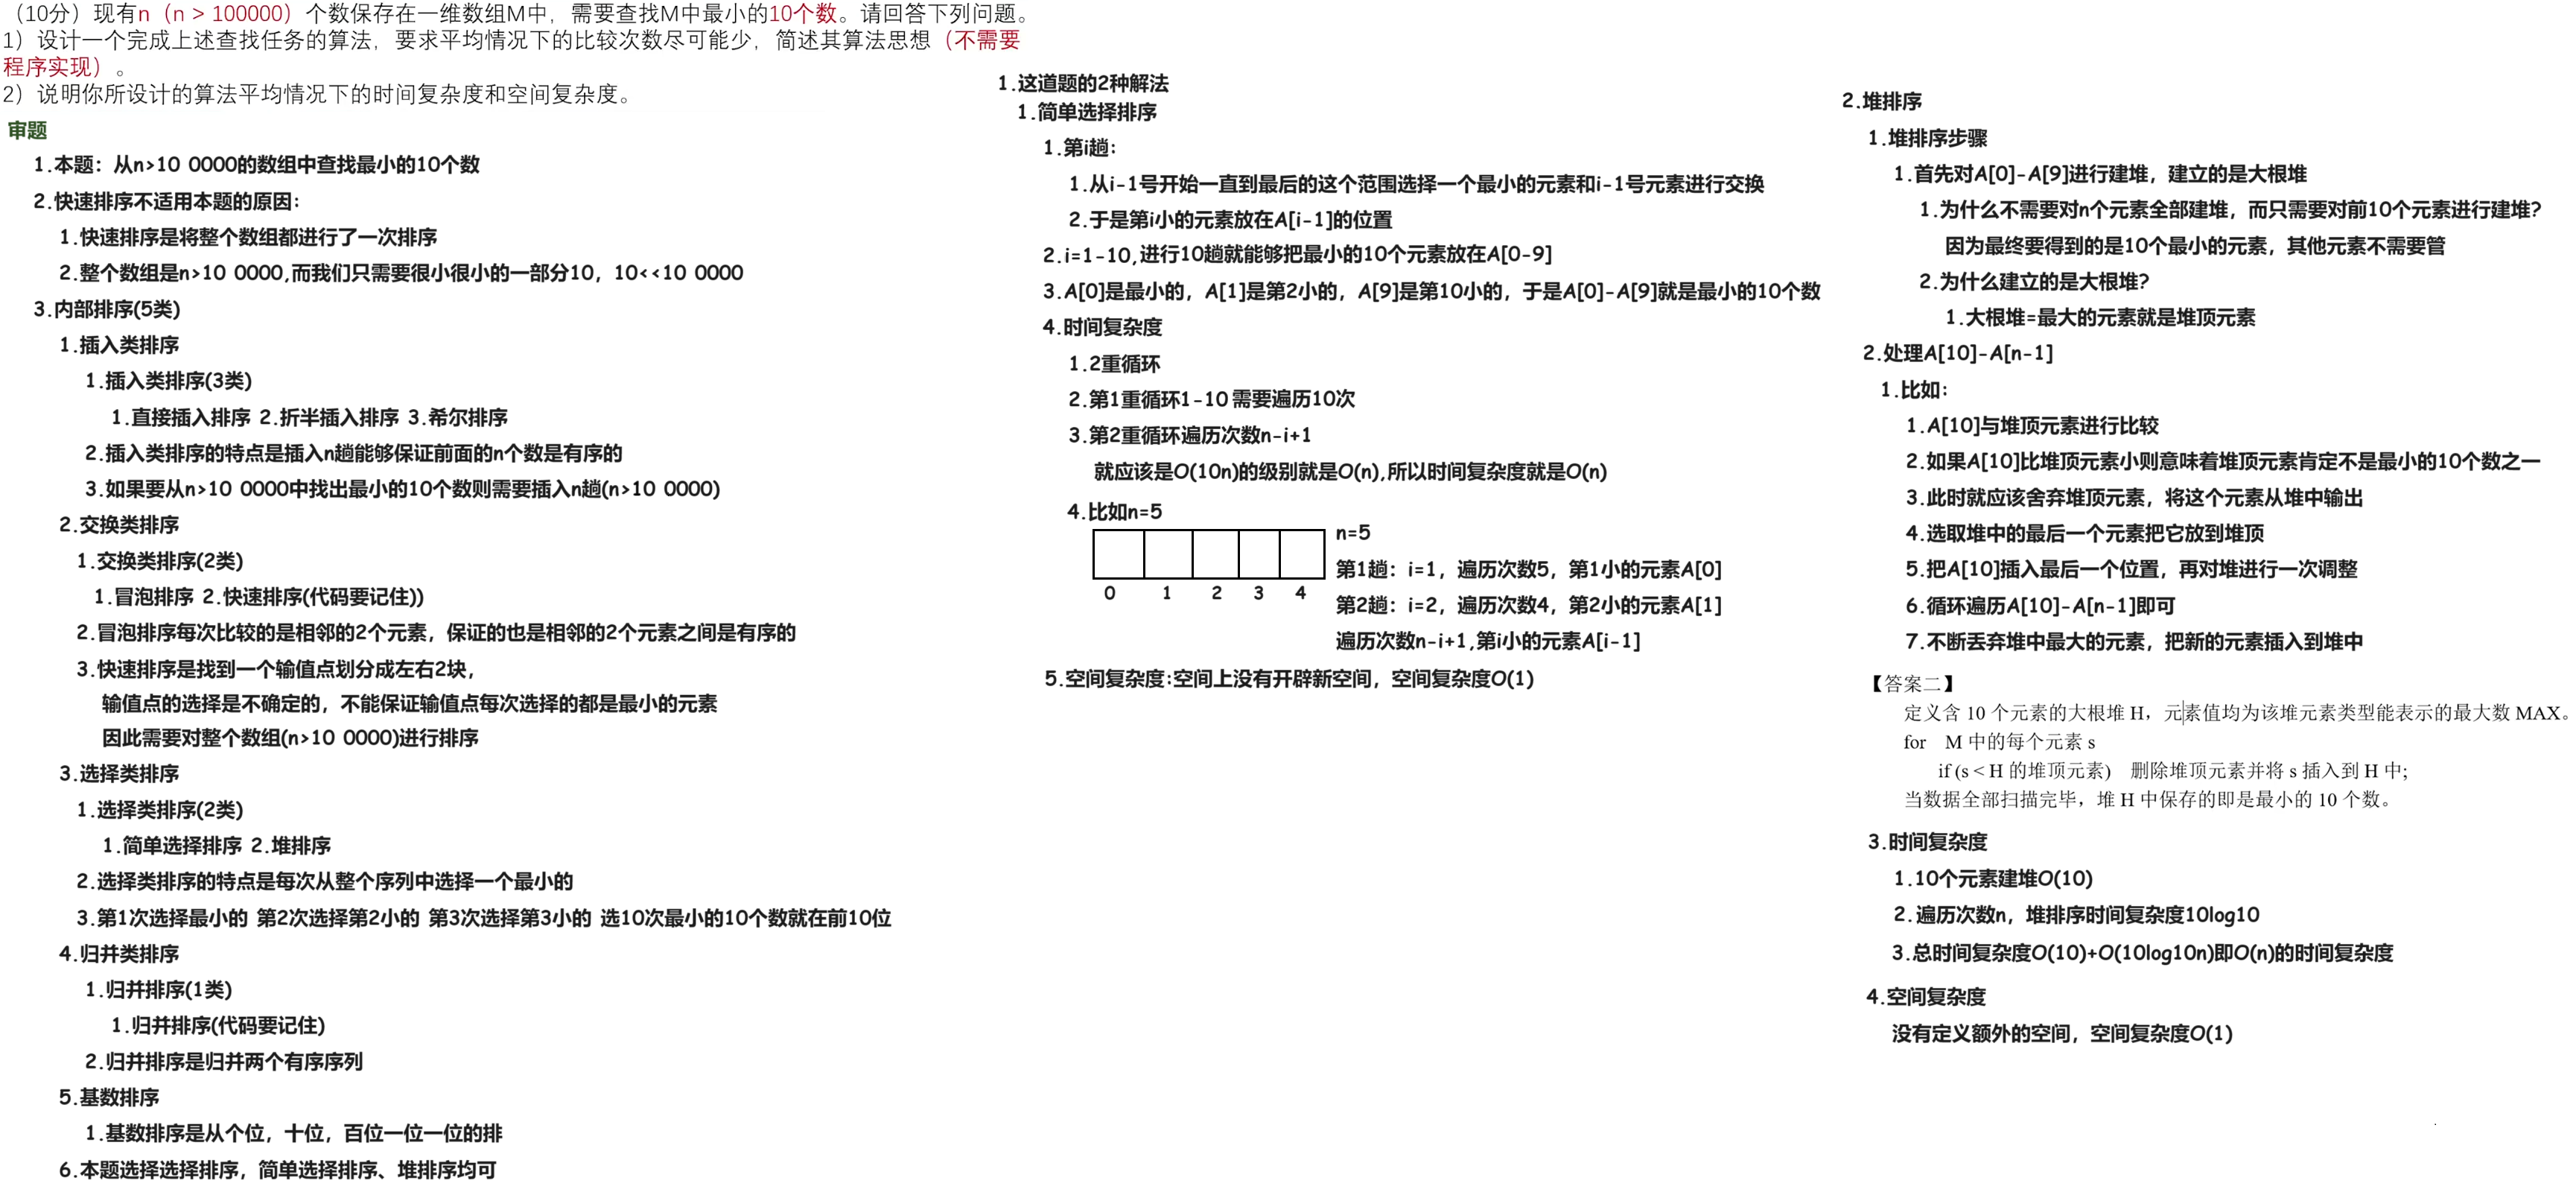 （10分）现有n（n > 100000）个数保存在一维数组M中，需要查找M中最小的10个数。请回答下列问题。
1）设计一个完成上述查找任务的算法，要求平均情况下的比较次数尽可能少，简述其算法思想（不需要
程序实现）。
2）说明你所设计的算法平均情况下的时间复杂度和空间复杂度。
审题
1.本题：从n>10 0000的数组中查找最小的10个数
2.快速排序不适用本题的原因：
1.快速排序是将整个数组都进行了一次排序
2.整个数组是n>10 0000,而我们只需要很小很小的一部分10，10<<10 0000
3.内部排序(5类)
1.插入类排序
1.插入类排序(3类)
1.直接插入排序 2.折半插入排序 3.希尔排序
2.插入类排序的特点是插入n趟能够保证前面的n个数是有序的
3.如果要从n>10 0000中找出最小的10个数则需要插入n趟(n>10 0000)
2.交换类排序
1.交换类排序(2类)
1.冒泡排序 2.快速排序(代码要记住))
2.冒泡排序每次比较的是相邻的2个元素，保证的也是相邻的2个元素之间是有序的
3.快速排序是找到一个输值点划分成左右2块，
输值点的选择是不确定的，不能保证输值点每次选择的都是最小的元素
因此需要对整个数组(n>10 0000)进行排序
3.选择类排序
1.选择类排序(2类)
1.简单选择排序 2.堆排序
2.选择类排序的特点是每次从整个序列中选择一个最小的
3.第1次选择最小的 第2次选择第2小的 第3次选择第3小的 选10次最小的10个数就在前10位
4.归并类排序
1.归并排序(1类)
1.归并排序(代码要记住)
2.归并排序是归并两个有序序列
5.基数排序
1.基数排序是从个位，十位，百位一位一位的排
6.本题选择选择排序，简单选择排序、堆排序均可
1.这道题的2种解法
1.简单选择排序
1.第i趟：
1.从i-1号开始一直到最后的这个范围选择一个最小的元素和i-1号元素进行交换
2.于是第i小的元素放在A[i-1]的位置
2.i=1-10,进行10趟就能够把最小的10个元素放在A[0-9]
3.A[0]是最小的，A[1]是第2小的，A[9]是第10小的，于是A[0]-A[9]就是最小的10个数
4.时间复杂度
1.2重循环
2.第1重循环1-10需要遍历10次
3.第2重循环遍历次数n-i+1
就应该是O(10n)的级别就是O(n),所以时间复杂度就是O(n)
4.比如n=5
0 1 2 3 4
n=5
第1趟：i=1，遍历次数5，第1小的元素A[0]
第2趟：i=2，遍历次数4，第2小的元素A[1]
遍历次数n-i+1,第i小的元素A[i-1]
5.空间复杂度:空间上没有开辟新空间，空间复杂度O(1)
2.堆排序
1.堆排序步骤
1.首先对A[0]-A[9]进行建堆，建立的是大根堆
1.为什么不需要对n个元素全部建堆，而只需要对前10个元素进行建堆?
因为最终要得到的是10个最小的元素，其他元素不需要管
2.为什么建立的是大根堆?
1.大根堆=最大的元素就是堆顶元素
2.处理A[10]-A[n-1]
1.比如：
1.A[10]与堆顶元素进行比较
2.如果A[10]比堆顶元素小则意味着堆顶元素肯定不是最小的10个数之一
3.此时就应该舍弃堆顶元素，将这个元素从堆中输出
4.选取堆中的最后一个元素把它放到堆顶
5.把A[10]插入最后一个位置，再对堆进行一次调整
6.循环遍历A[10]-A[n-1]即可
7.不断丢弃堆中最大的元素，把新的元素插入到堆中
【答案二】
定义含 10 个元素的大根堆 H，元素值均为该堆元素类型能表示的最大数 MAX。
for M 中的每个元素 s
if (s < H 的堆顶元素) 删除堆顶元素并将 s 插入到 H 中;
当数据全部扫描完毕，堆 H 中保存的即是最小的 10 个数。
3.时间复杂度
1.10个元素建堆O(10)
2.遍历次数n，堆排序时间复杂度10log10
3.总时间复杂度O(10)+O(10log10n)即O(n)的时间复杂度
4.空间复杂度
没有定义额外的空间，空间复杂度O(1)